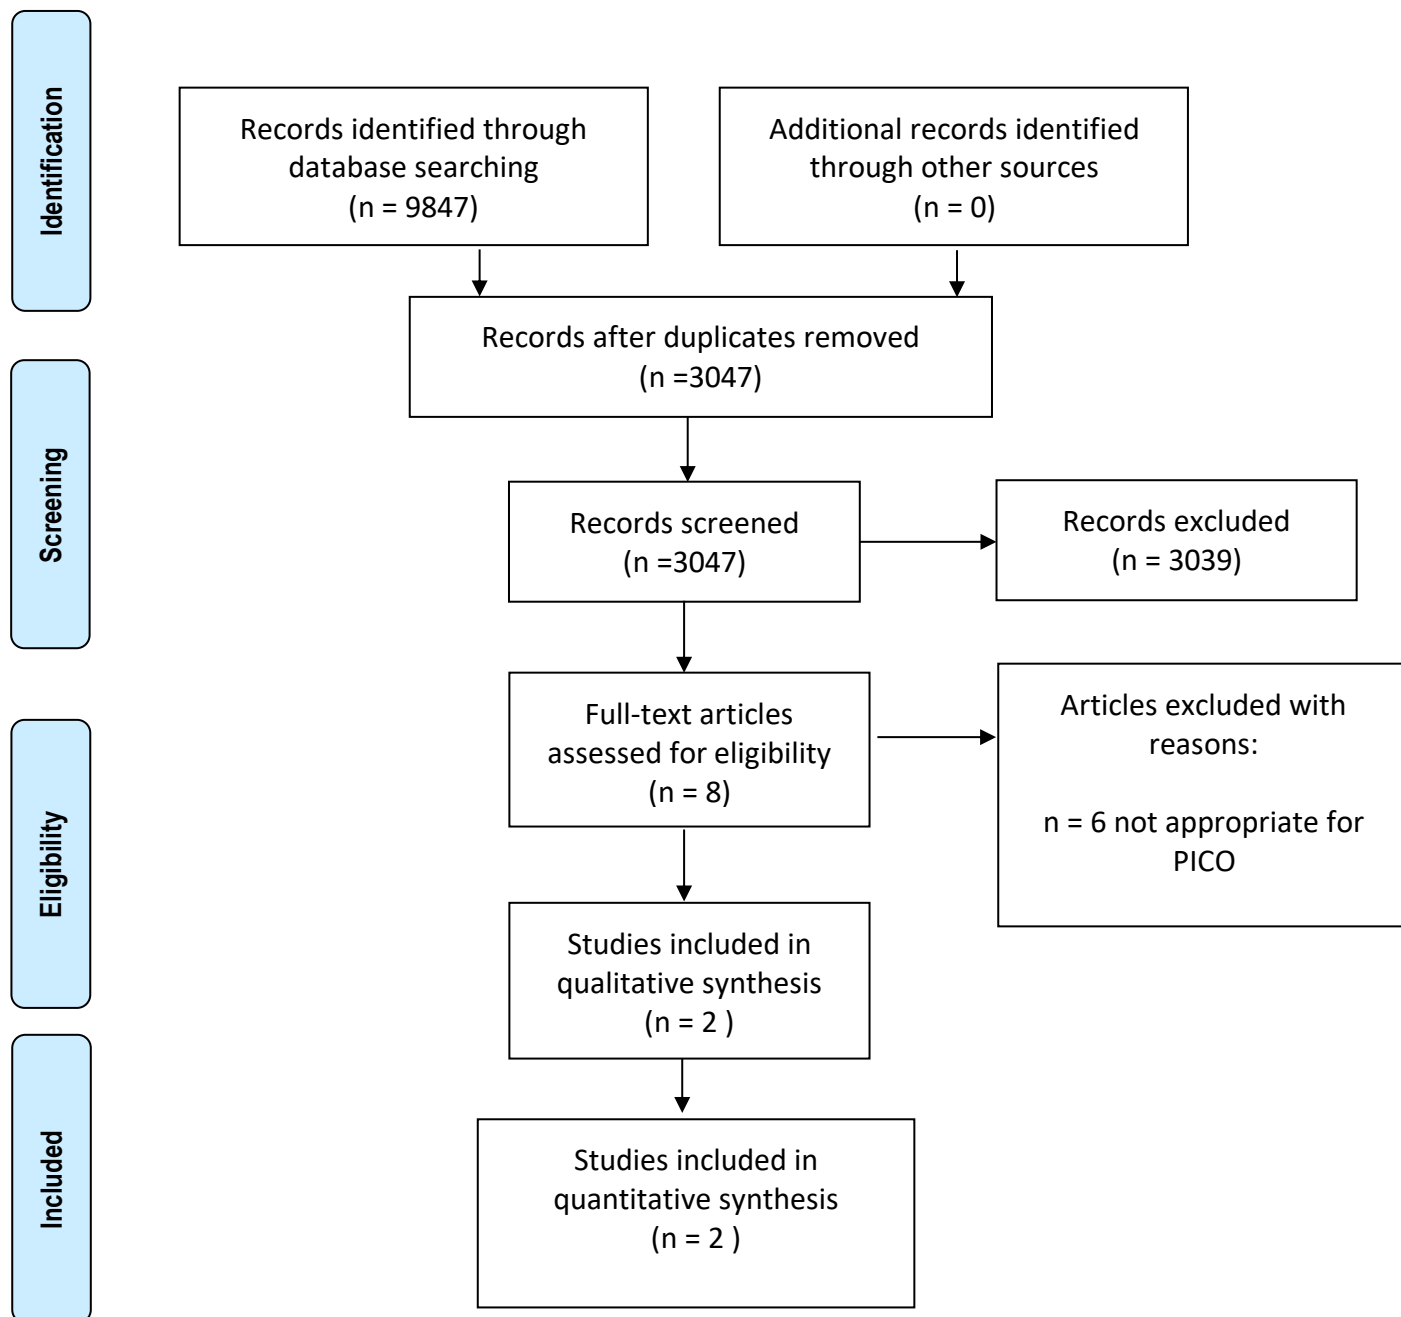 Identification
Records identified through
database searching
(n = 9847)
Additional records identified
through other sources
(n = 0)
Records after duplicates removed
(n =3047)
Screening
Records screened
(n =3047)
Records excluded
(n = 3039)
Eligibility
Full-text articles
assessed for eligibility
(n = 8)
Articles excluded with
reasons:
n = 6 not appropriate for
PICO
Studies included in
qualitative synthesis
(n = 2 )
Included
Studies included in
quantitative synthesis
(n = 2 )